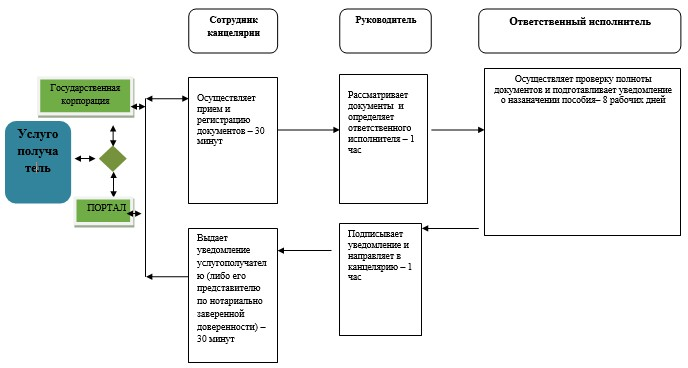 Сотрудник
канцелярии
Руководитель
Ответственный исполнитель
Государственная
корпорация
Услуго
получа
тель
ПОРТАЛ
Осуществляет
прием и
регистрацию
документов – 30
минут
Рассматривает
документы и
определяет
ответственного
исполнителя – 1
час
Осуществляет проверку полноты
документов и подготавливает уведомление
о назаначении пособия– 8 рабочих дней
Выдает
уведомление
услугополучател
ю (либо его
представителю
по нотариально
заверенной
доверенности) –
30 минут
Подписывает
уведомление и
направляет в
канцелярию – 1
час